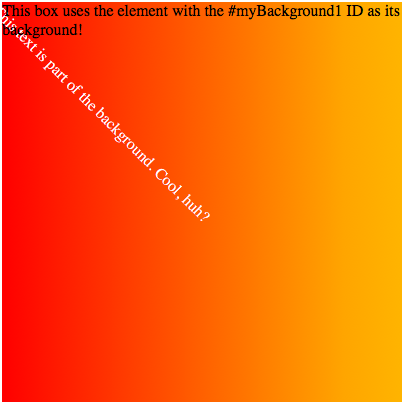 This box uses the element with the #myBackground1 ID as its
background!
his text is part of the background. Cool, huh?